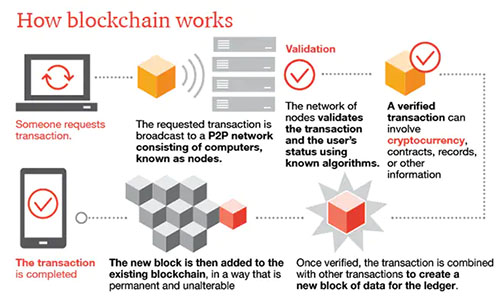 How blockchain works
Someone requests
transaction.
The requested transaction is
broadcast to a P2P network
consisting of computers,
known as nodes.
Validation
The network of
nodes validates
the transaction
and the user's
status using
known algorithms.
A verified
transaction can
involve
cryptocurrency,
contracts, records,
or other
information
Once verified, the transaction is combined
with other transactions to create a
new block of data for the ledger.
The new block is then added to the
existing blockchain, in a way that is
permanent and unalterable
The transaction
is completed